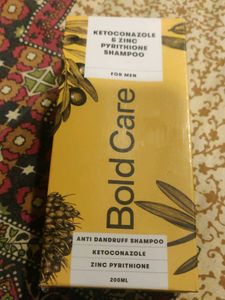 KETOCONAZOLE
& ZINC
PYRITHIONE
SHAMPOO
FOR MEN
Bold Care
ANTI DANDRUFF SHAMPOO
KETOCONAZOLE
ZINC PYRITHIONE
200ML